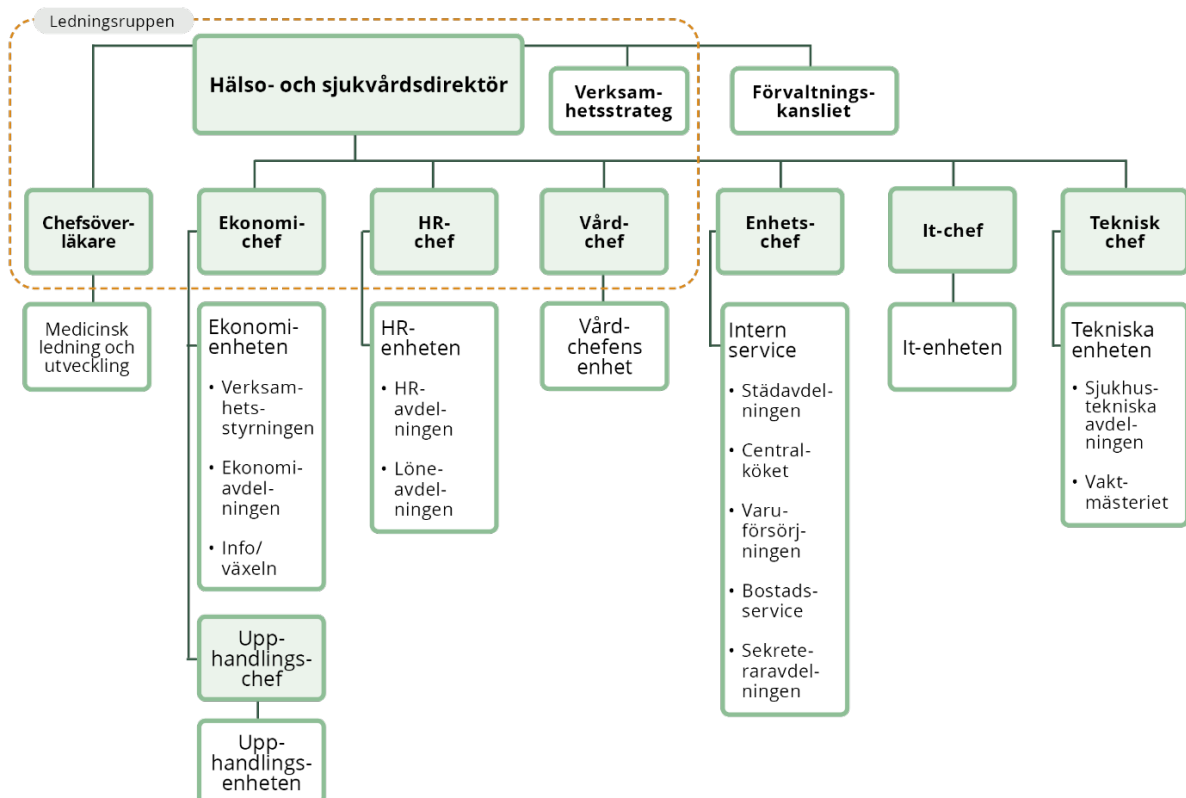 Ledningsruppen
Hälso- och sjukvårdsdirektör
Verksam-
hetsstrateg
Förvaltnings-
kansliet
Chefsöver-
läkare
Ekonomi-
chef
HR-
chef
Vård-
chef
Enhets-
chef
It-chef
Teknisk
chef
Medicinsk
ledning och
utveckling
Ekonomi-
enheten
• Verksam-
hets-
styrningen
• Ekonomi-
avdel-
ningen
• Info/
växeln
HR-
enheten
• HR-
avdel-
ningen
• Löne-
avdel-
ningen
Vård-
chefens
enhet
Intern
service
• Städavdel-
ningen
• Central-
köket
• Varu-
försörj-
ningen
• Bostads-
service
• Sekrete-
raravdel-
ningen
It-enheten
Tekniska
enheten
• Sjukhus-
tekniska
avdel-
ningen
• Vakt-
mästeriet
Upp-
handlings-
chef
Upp-
handlings-
enheten